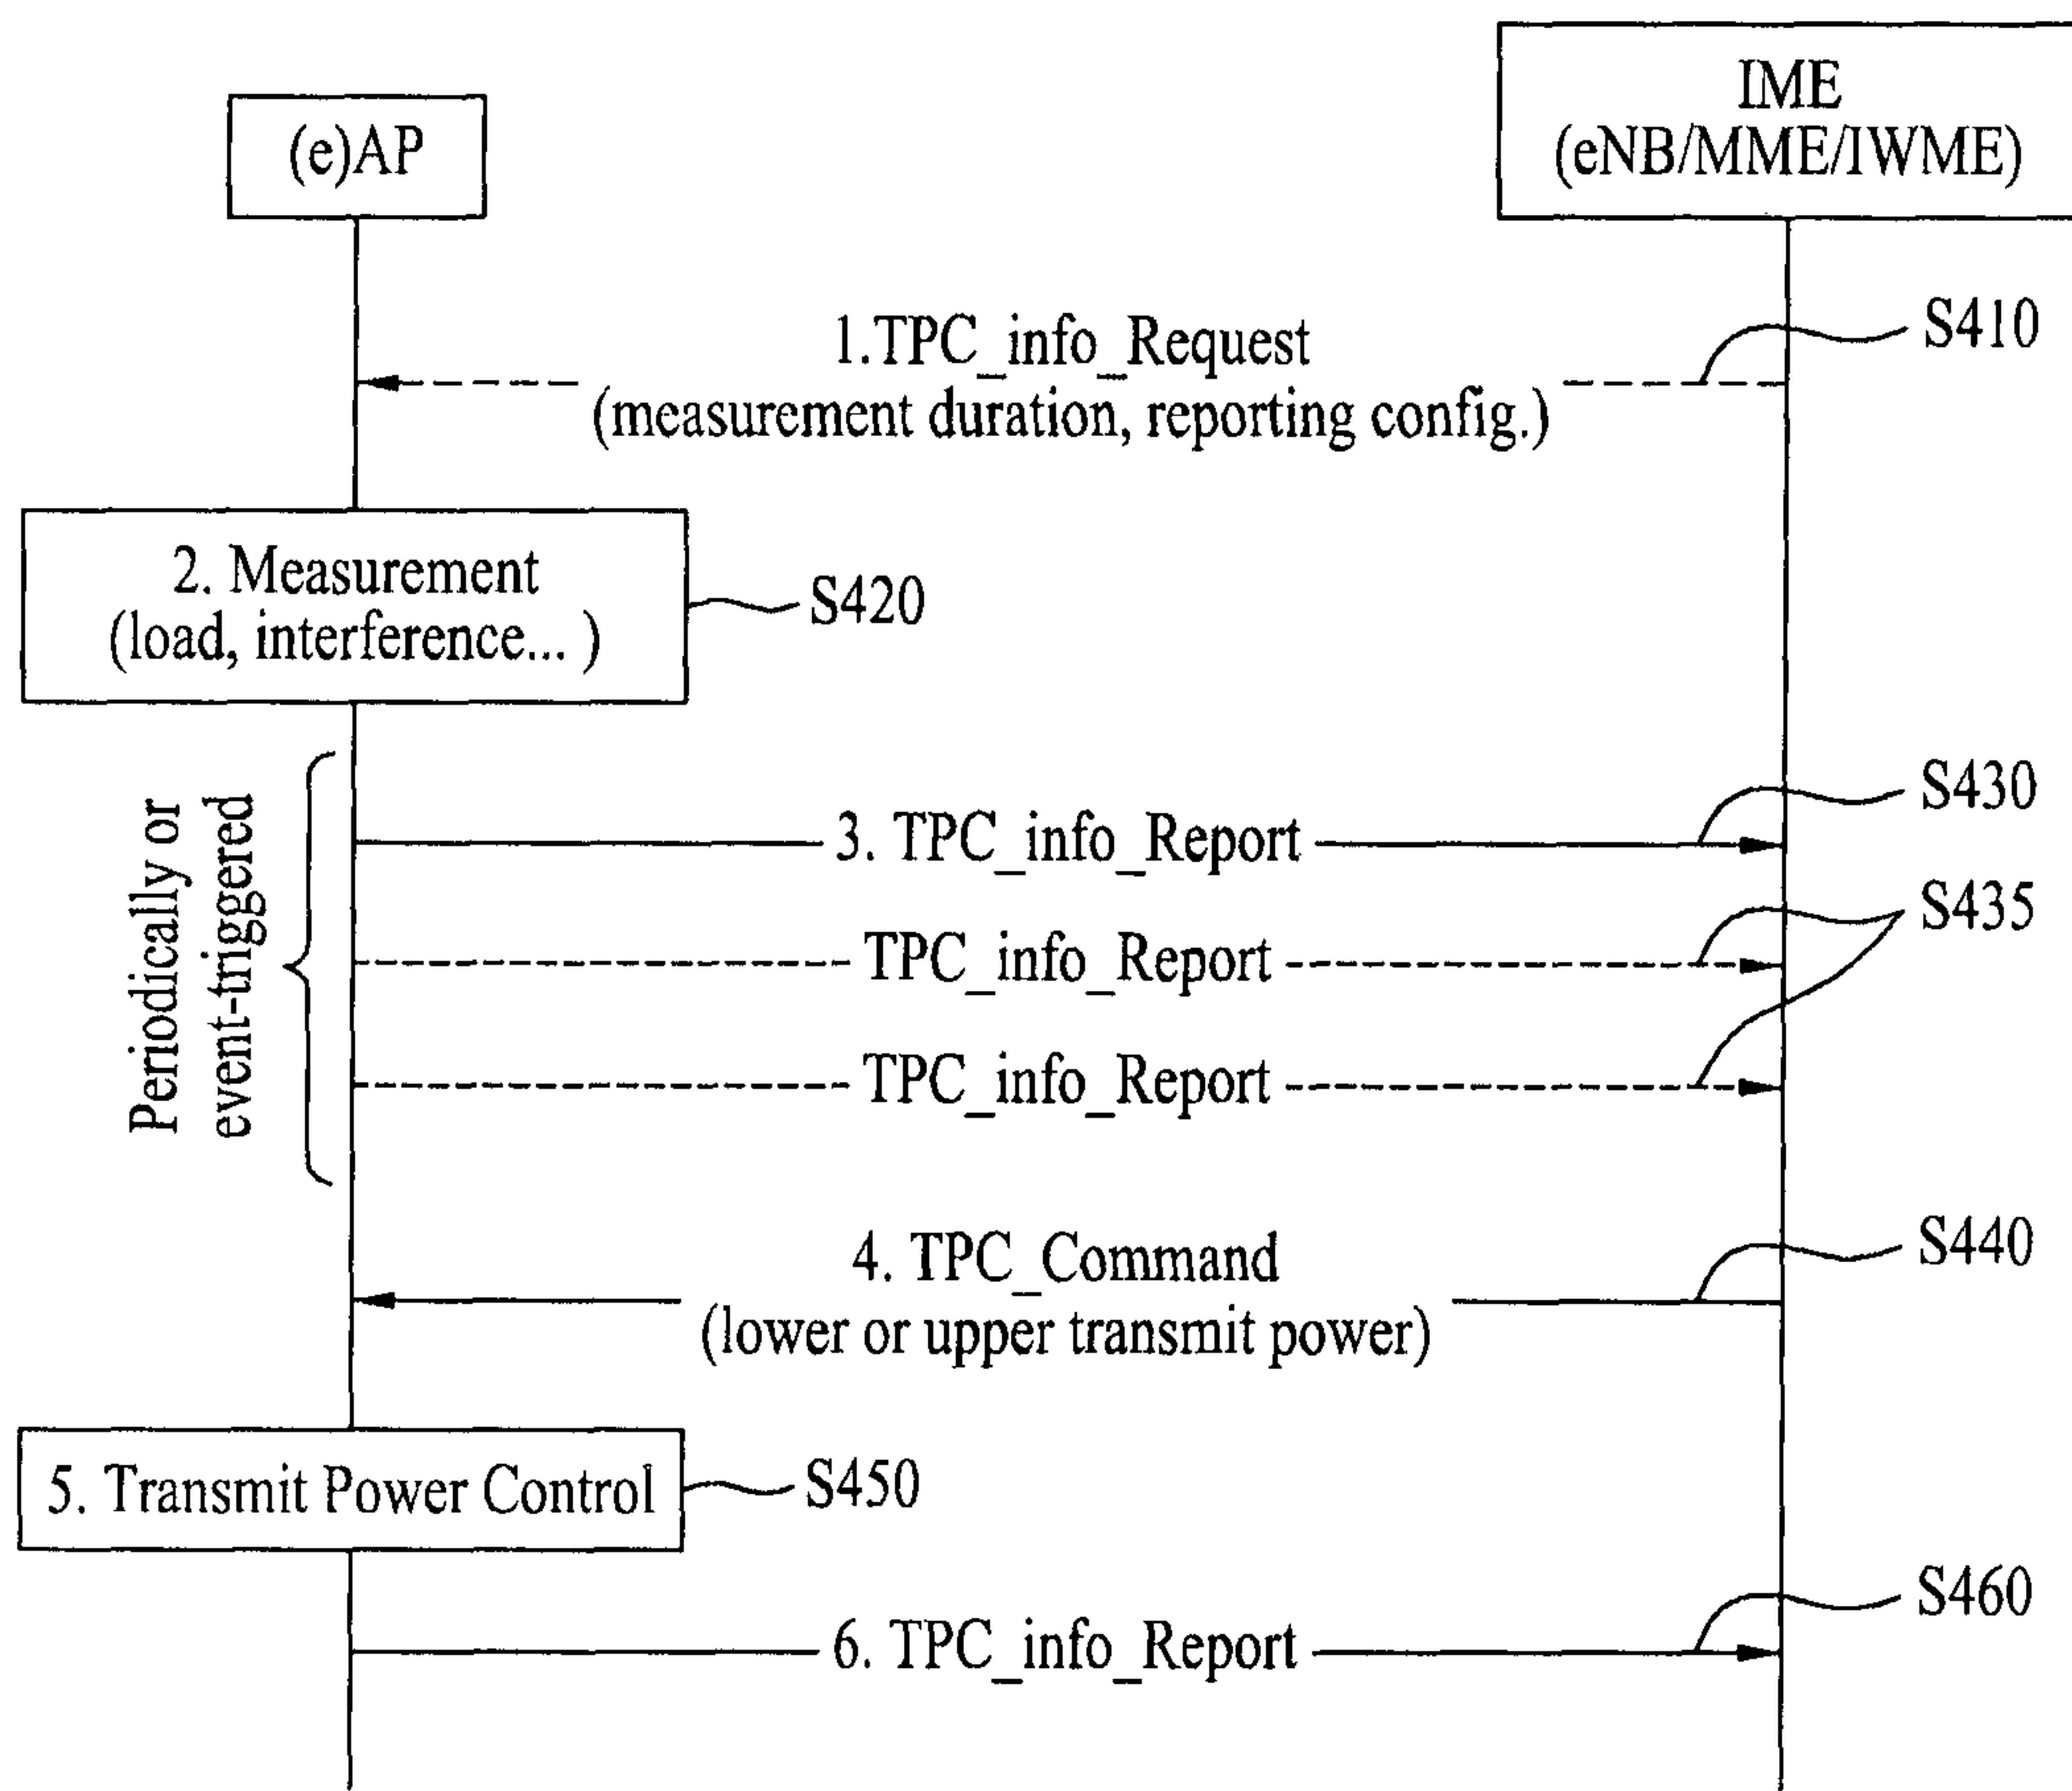 (e)AP
IME
(eNB/MME/IWME)
1.TPC_info_Request
(measurement duration, reporting config.)
S410
2. Measurement
(load, interference... )
S420
Periodically or
event-triggered
3. TPC_info_Report
S430
TPC_info_Report
S435
TPC_info_Report
4. TPC_Command
(lower or upper transmit power)
S440
5. Transmit Power Control
S450
6. TPC_info_Report
S460